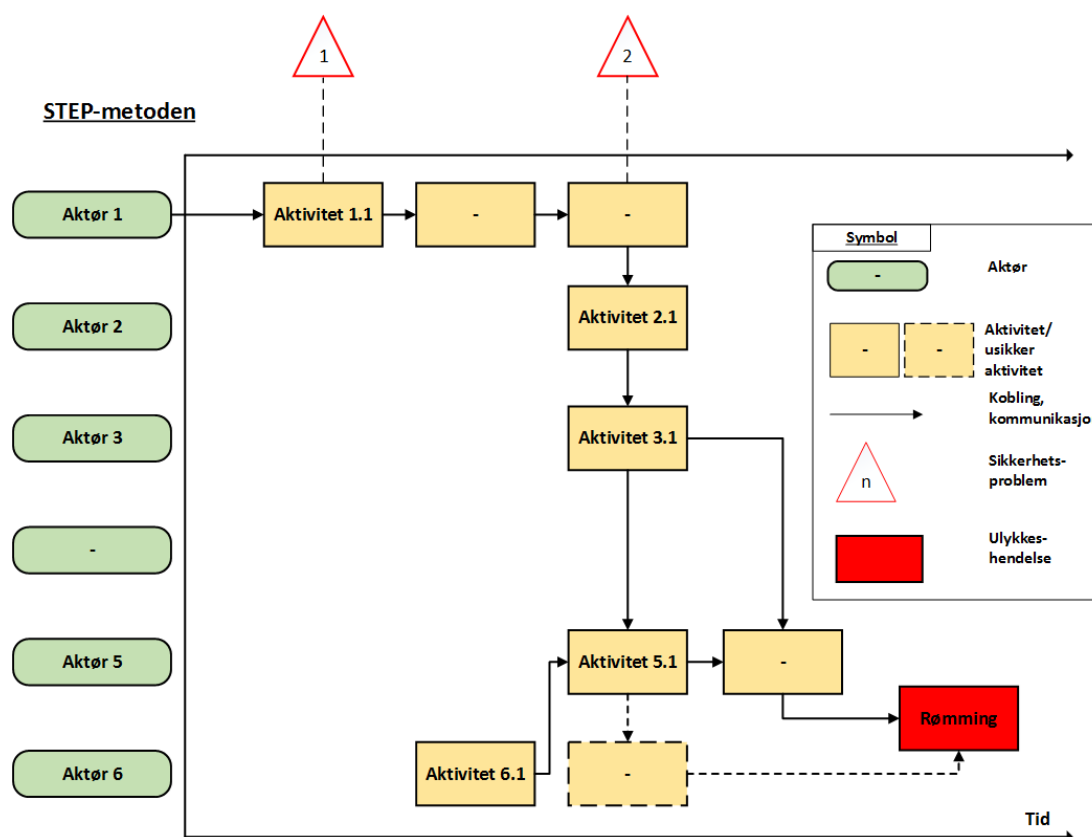 1
2
STEP-metoden
Aktør 1
Aktivitet 1.1
-
-
Symbol
-
Aktør
Aktør 2
Aktivitet 2.1
-
-
Aktivitet/
usikker
aktivitet
Kobling,
kommunikasjo
Aktør 3
Aktivitet 3.1
n
Sikkerhets-
problem
-
Ulykkes-
hendelse
Aktør 5
Aktivitet 5.1
-
Rømming
Aktør 6
Aktivitet 6.1
-
Tid